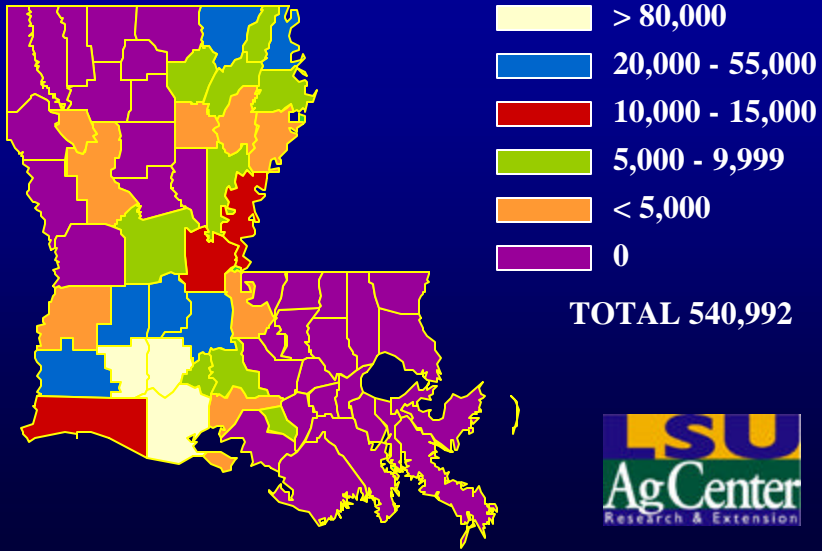 > 80,000
20,000 - 55,000
10,000 - 15,000
5,000 - 9,999
< 5,000
0
TOTAL 540,992
LSU
AgCenter
Research & Extension